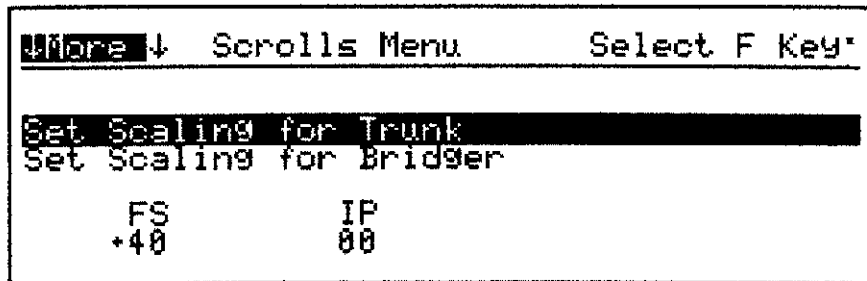 ↓More↓ Scrolls Menu Select F Key:
Set Scaling for Trunk
Set Scaling for Bridger
FS IP
+40 00